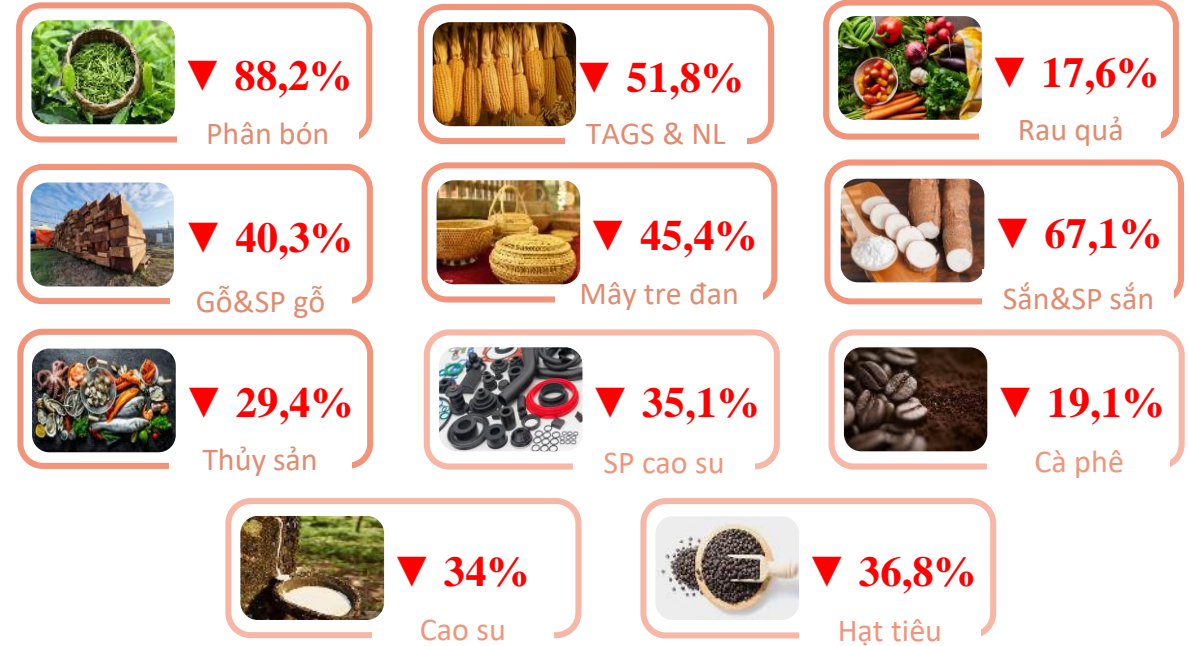 ▼ 88,2%
Phân bón
▼ 51,8%
TAGS & NL
▼ 17,6%
Rau quả
▼ 40,3%
Gỗ&SP gỗ
▼ 45,4%
Mây tre đan
▼ 67,1%
Sắn&SP sắn
▼ 29,4%
Thủy sản
▼ 35,1%
SP cao su
▼ 19,1%
Cà phê
▼ 34%
Cao su
▼ 36,8%
Hạt tiêu